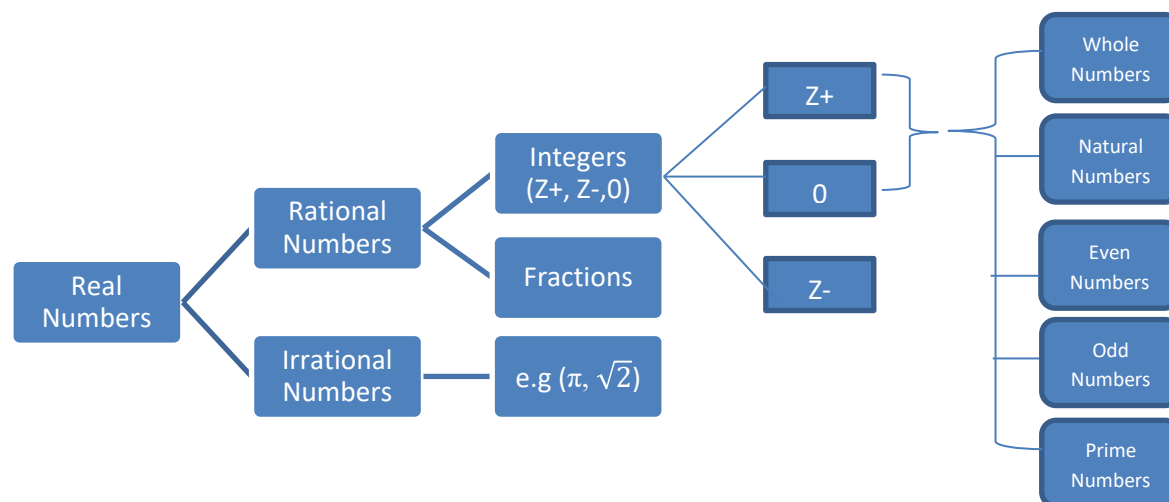 Real
Numbers
Rational
Numbers
Irrational
Numbers
Integers
(Z+, Z-,0)
Fractions
e.g (π, √2)
Z+
0
Z-
Whole
Numbers
Natural
Numbers
Even
Numbers
Odd
Numbers
Prime
Numbers